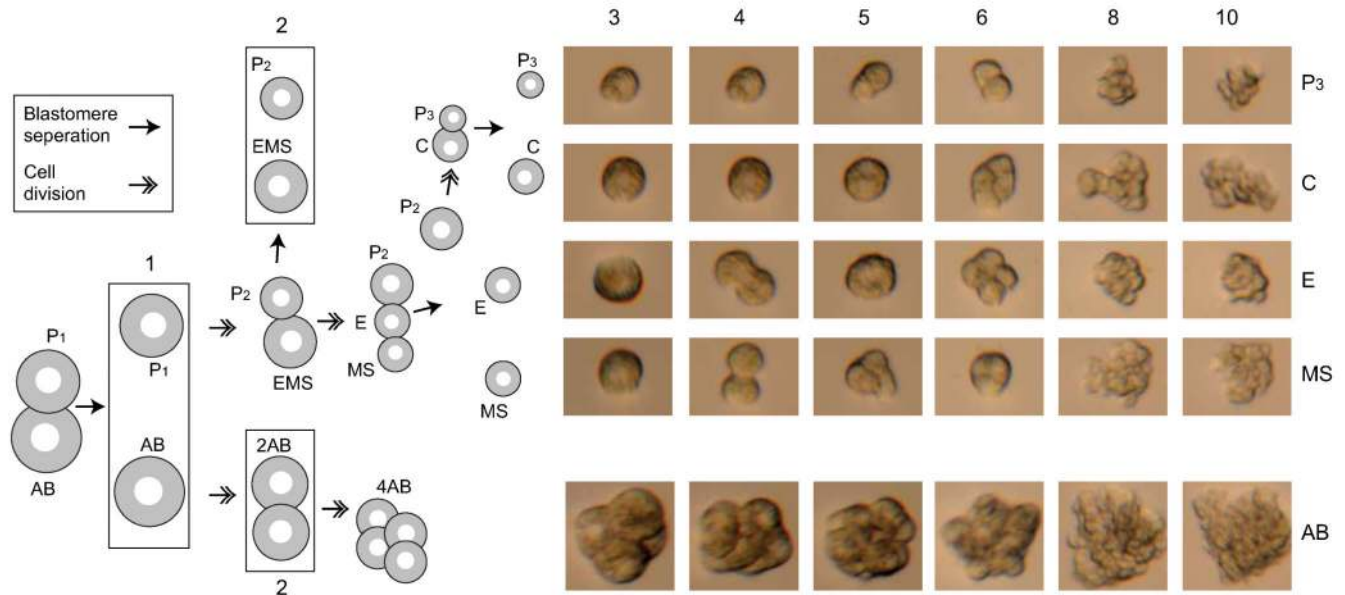 2
3 4 5 6 8 10
P2
P3
P3
Blastomere
seperation
P3
EMS
C
C
C
Cell
division
P2
1
P2
P2
E
E
E
P1
P1
EMS
MS
MS
MS
AB
2AB
4AB
AB
AB
2